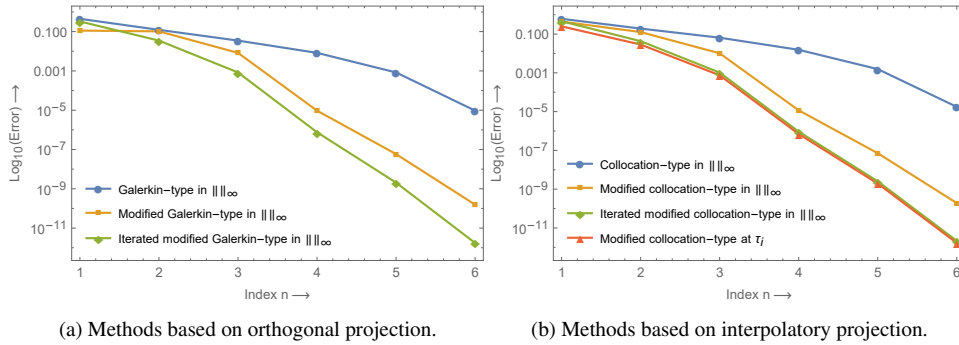 Log₁₀(Error) ⟶
0.100
0.001
10⁻⁵
10⁻⁷
10⁻⁹
10⁻¹¹
Galerkin–type in ‖ ‖∞
Modified Galerkin–type in ‖ ‖∞
Iterated modified Galerkin–type in ‖ ‖∞
1 2 3 4 5 6
Index n ⟶
(a) Methods based on orthogonal projection.
Log₁₀(Error) ⟶
0.100
0.001
10⁻⁵
10⁻⁷
10⁻⁹
10⁻¹¹
Collocation–type in ‖ ‖∞
Modified collocation–type in ‖ ‖∞
Iterated modified collocation–type in ‖ ‖∞
Modified collocation–type at τᵢ
1 2 3 4 5 6
Index n ⟶
(b) Methods based on interpolatory projection.